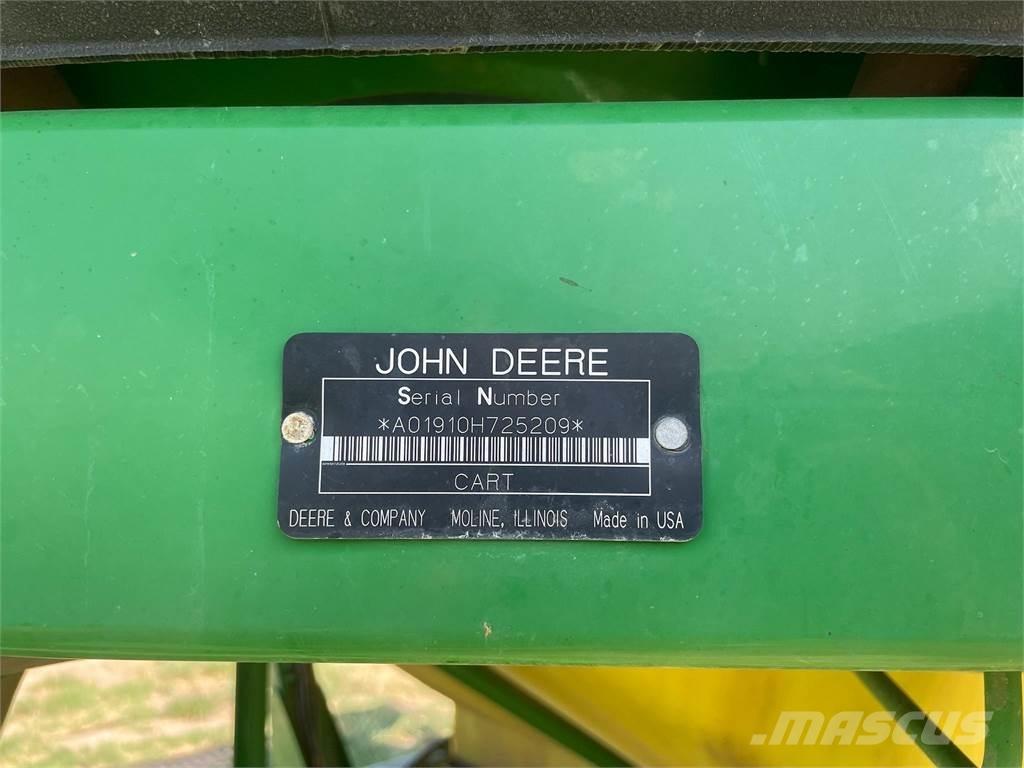 JOHN DEERE
Serial Number
*A01910H725209*
CART
DEERE & COMPANY MOLINE, ILLINOIS Made in USA
MASCUS